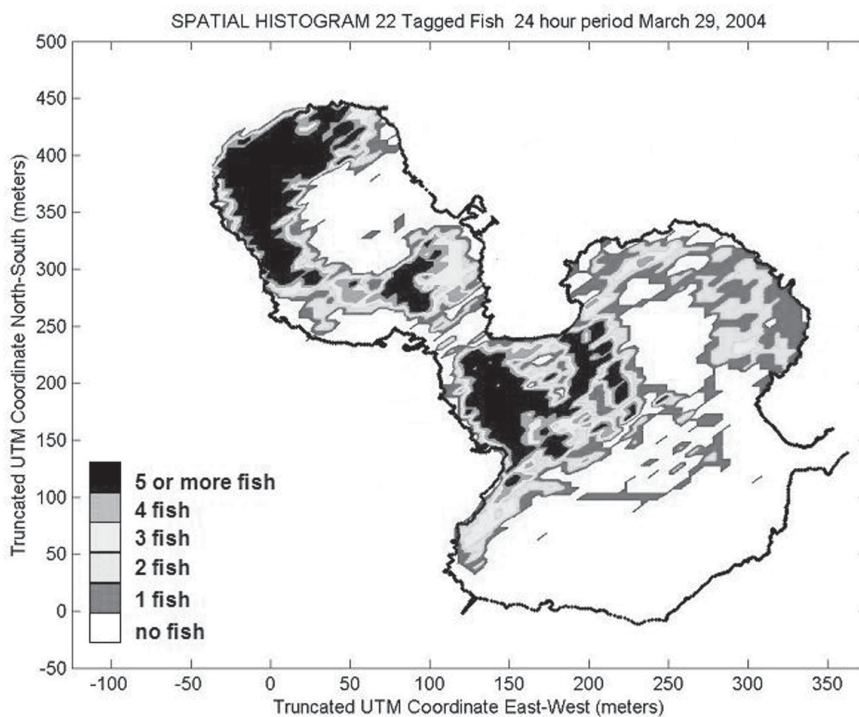 SPATIAL HISTOGRAM 22 Tagged Fish 24 hour period March 29, 2004
Truncated UTM Coordinate North-South (meters)
500
450
400
350
300
250
200
150
100
50
0
-50
5 or more fish
4 fish
3 fish
2 fish
1 fish
no fish
-100 -50 0 50 100 150 200 250 300 350
Truncated UTM Coordinate East-West (meters)